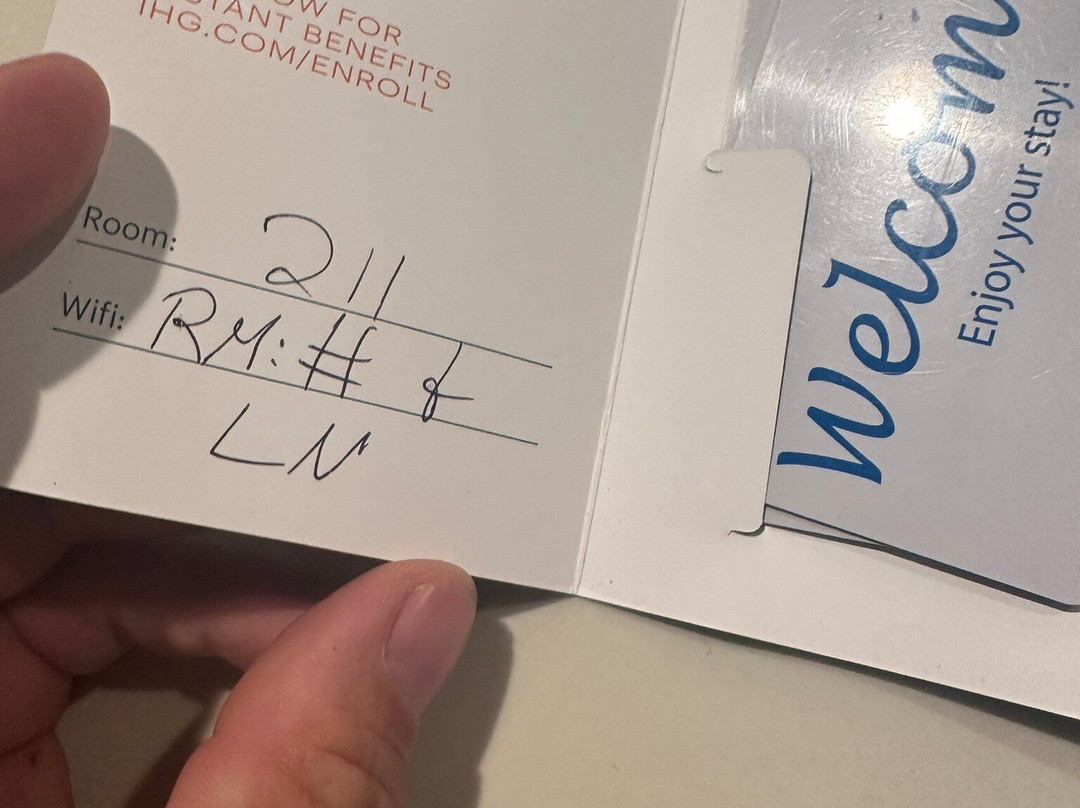 OW FOR
STANT BENEFITS
IHG.COM/ENROLL
Room: 211
Wifi: RM: # &
LN
Welcom
Enjoy your stay!